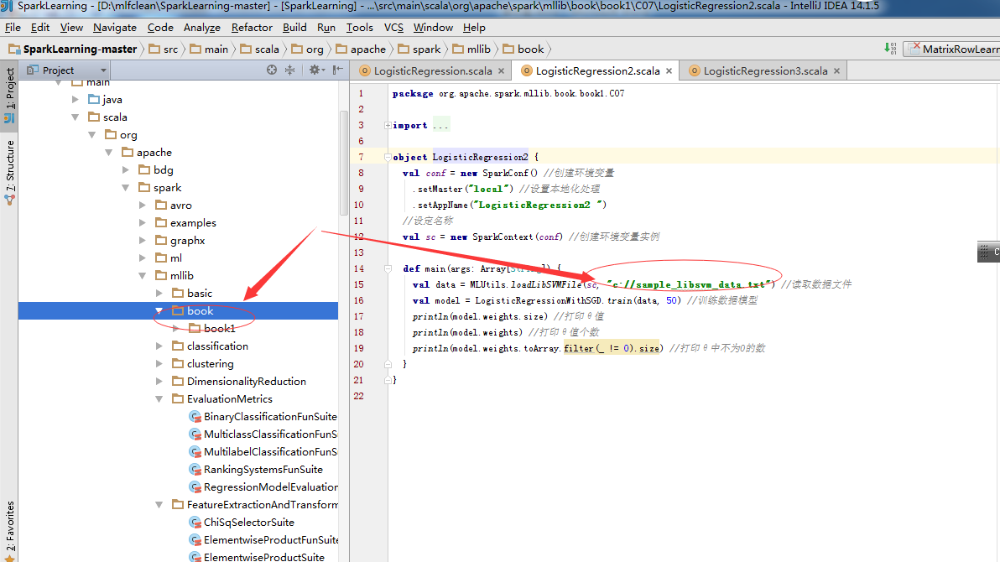 SparkLearning - [D:\mlfclean\SparkLearning-master] - [SparkLearning] - ...\src\main\scala\org\apache\spark\mllib\book\book1\C07\LogisticRegression2.scala - IntelliJ IDEA 14.1.5
File Edit View Navigate Code Analyze Refactor Build Run Tools VCS Window Help
SparkLearning-master src main scala org apache spark mllib book MatrixRowLearn
1: Project
7: Structure
2: Favorites
Project
main
java
scala
org
apache
bdg
spark
avro
examples
graphx
ml
mllib
basic
book
book1
classification
clustering
DimensionalityReduction
EvaluationMetrics
BinaryClassificationFunSuite
MulticlassClassificationFunS
MultilabelClassificationFunS
RankingSystemsFunSuite
RegressionModelEvaluation
FeatureExtractionAndTransform
ChiSqSelectorSuite
ElementwiseProductFunSuite
ElementwiseProductSuite
LogisticRegression.scala LogisticRegression2.scala LogisticRegression3.scala
1 package org.apache.spark.mllib.book.book1.C07
2
3 import ...
6
7 object LogisticRegression2 {
8 val conf = new SparkConf() //创建环境变量
9 .setMaster("local") //设置本地化处理
10 .setAppName("LogisticRegression2 ")
11 //设定名称
12 val sc = new SparkContext(conf) //创建环境变量实例
13
14 def main(args: Array[String]) {
15 val data = MLUtils.loadLibSVMFile(sc, "c://sample_libsvm_data.txt") //读取数据文件
16 val model = LogisticRegressionWithSGD.train(data, 50) //训练数据模型
17 println(model.weights.size) //打印θ值
18 println(model.weights) //打印θ值个数
19 println(model.weights.toArray.filter(_ != 0).size) //打印θ中不为0的数
20 }
21 }
22
C